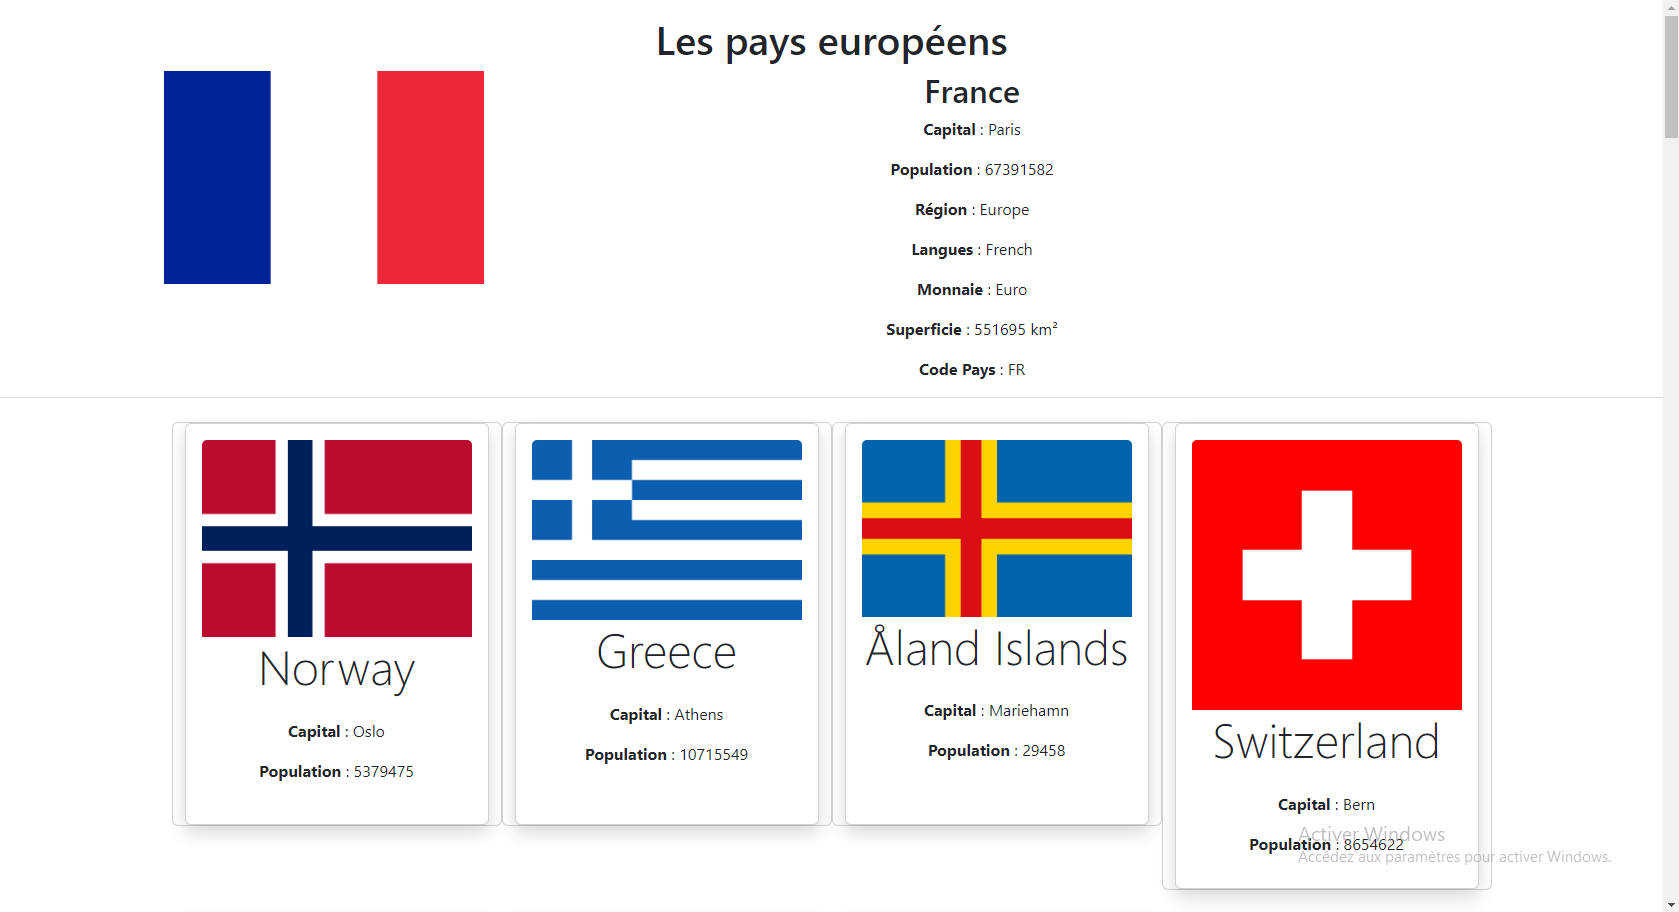 Les pays européens
France
Capital : Paris
Population : 67391582
Région : Europe
Langues : French
Monnaie : Euro
Superficie : 551695 km²
Code Pays : FR
Norway
Capital : Oslo
Population : 5379475
Greece
Capital : Athens
Population : 10715549
Åland Islands
Capital : Mariehamn
Population : 29458
Switzerland
Capital : Bern
Population : 8654622
Activer Windows
Accédez aux paramètres pour activer Windows.